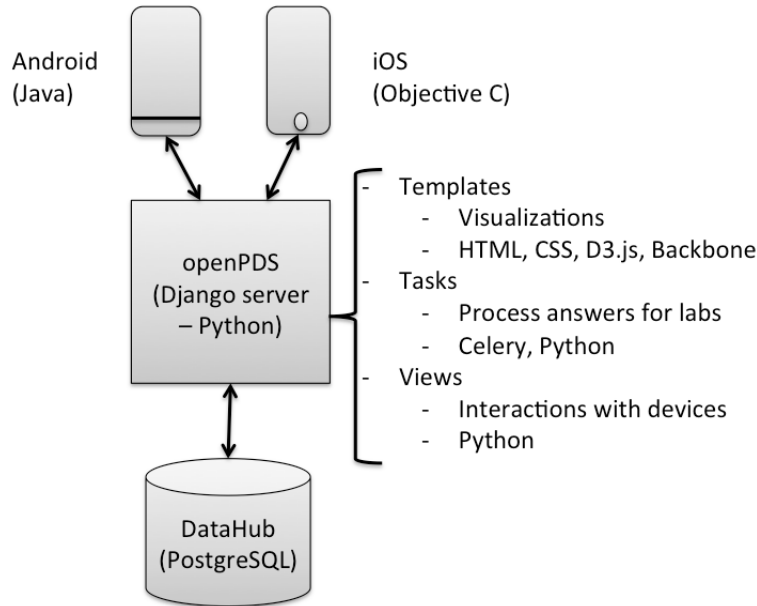 Android
(Java)
iOS
(Objective C)
openPDS
(Django server
– Python)
- Templates
- Visualizations
- HTML, CSS, D3.js, Backbone
- Tasks
- Process answers for labs
- Celery, Python
- Views
- Interactions with devices
- Python
DataHub
(PostgreSQL)